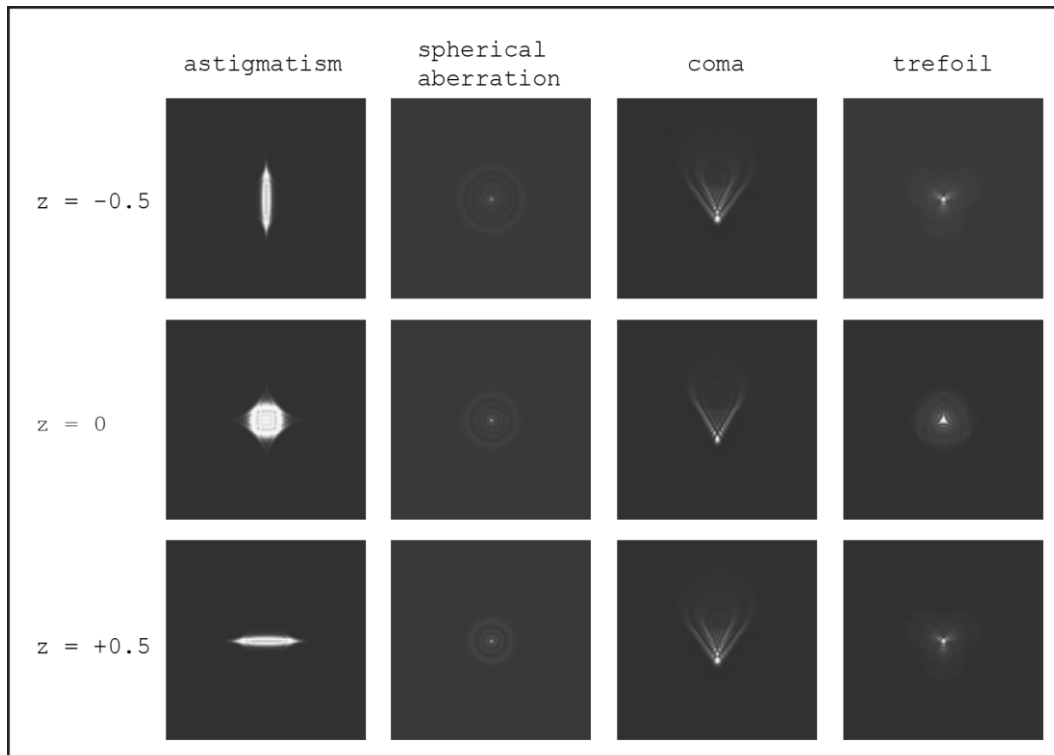 astigmatism
spherical
aberration
coma
trefoil
z = -0.5
z = 0
z = +0.5